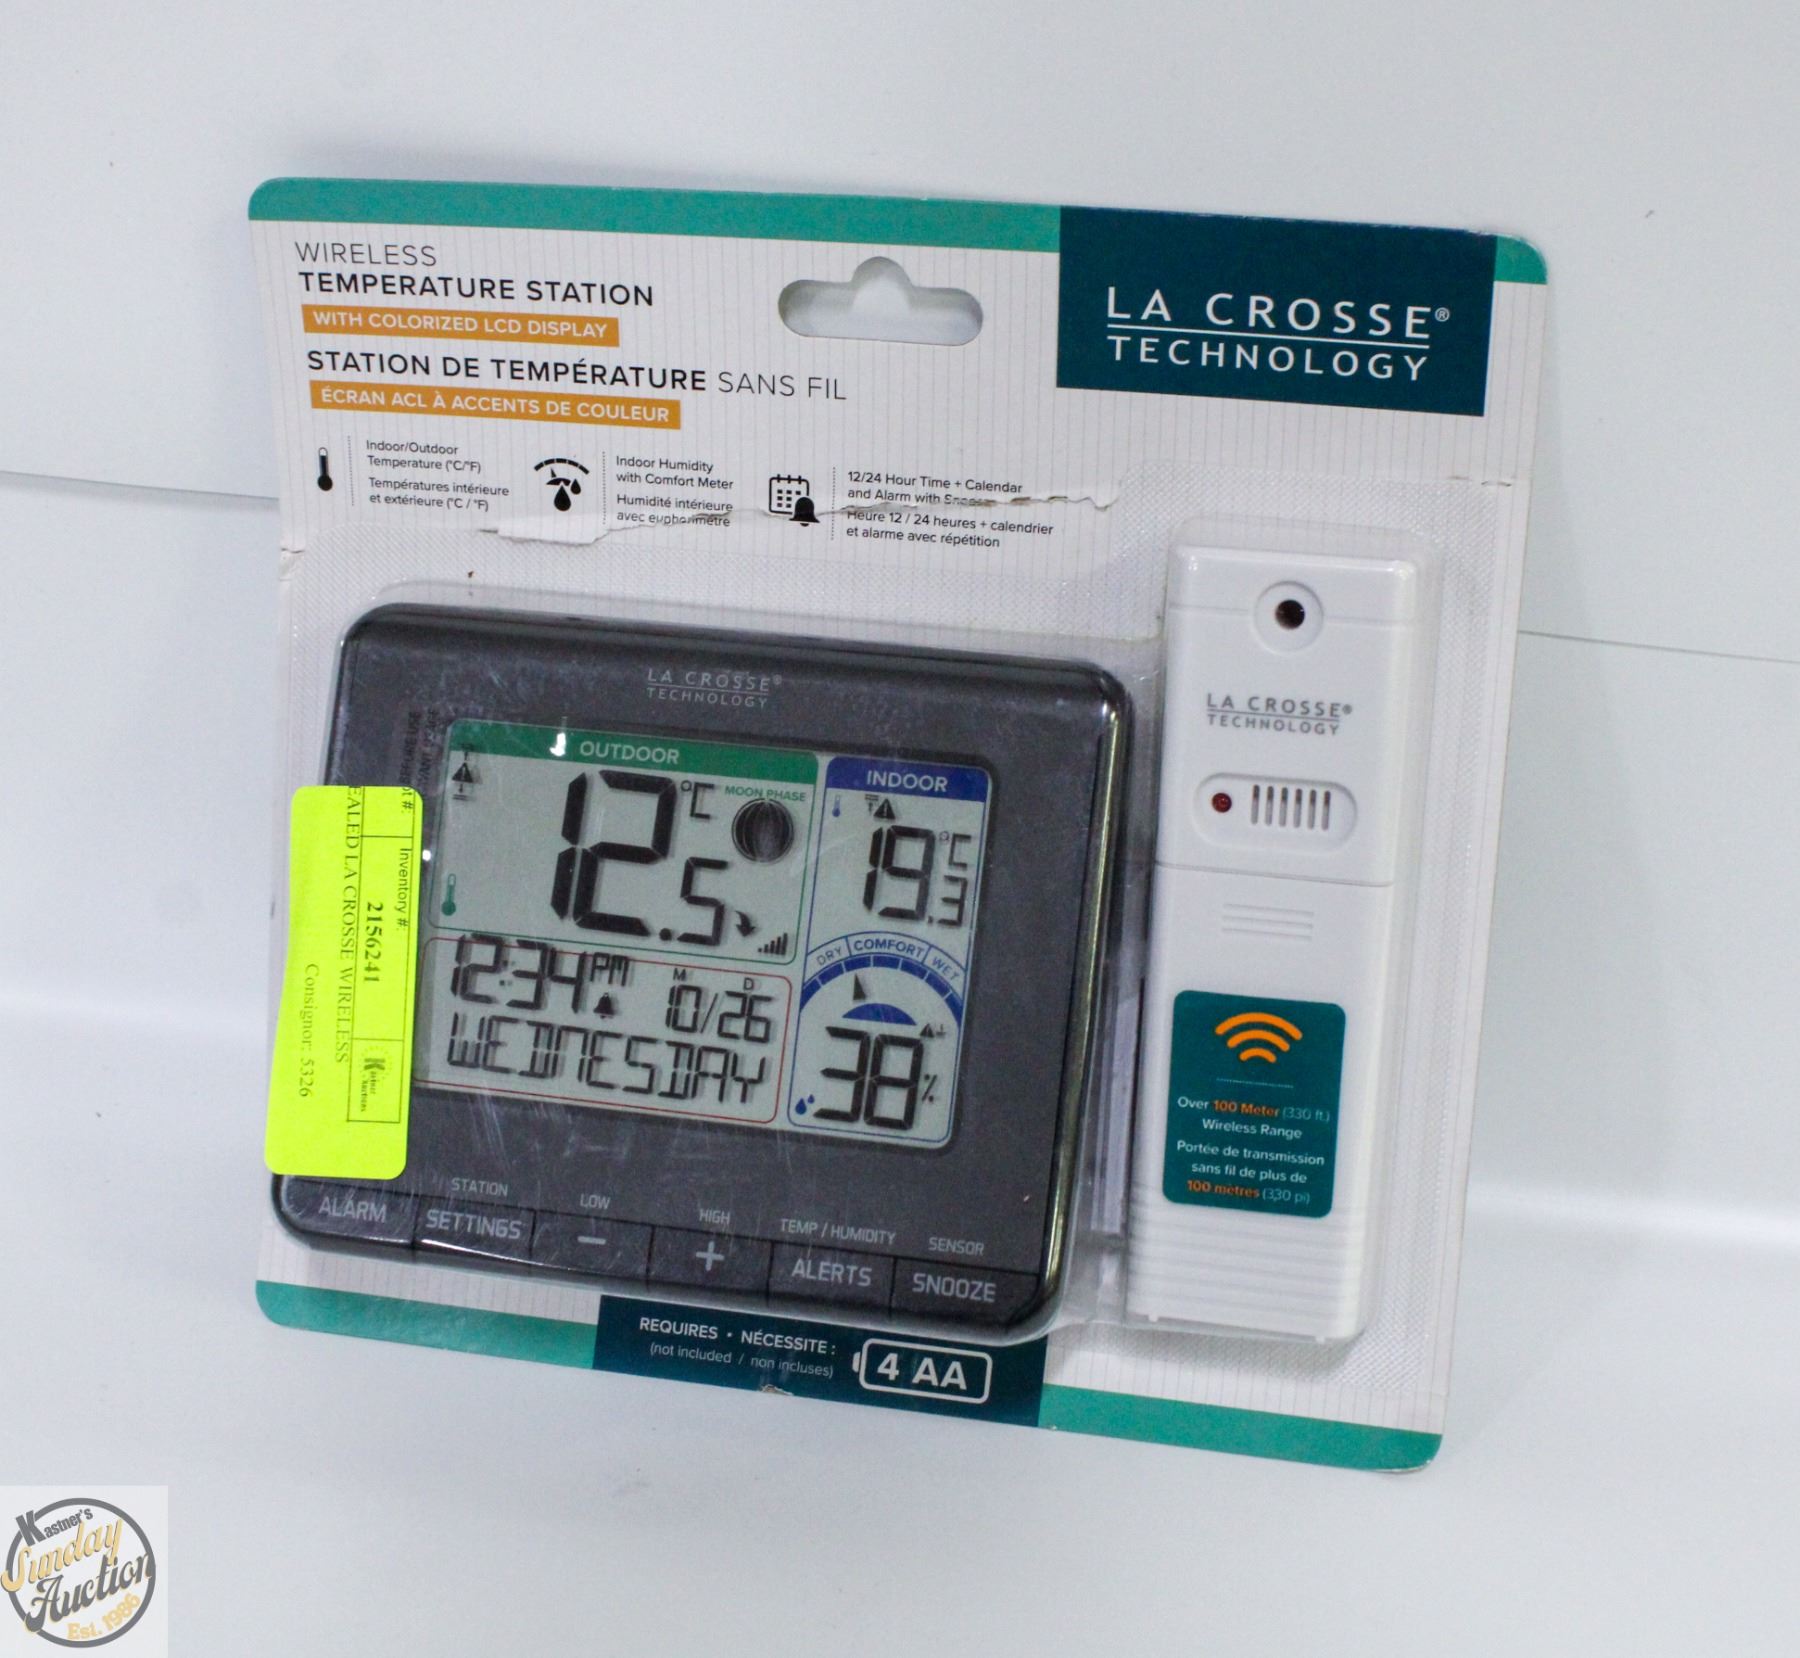 WIRELESS
TEMPERATURE STATION
WITH COLORIZED LCD DISPLAY
STATION DE TEMPÉRATURE SANS FIL
ÉCRAN ACL À ACCENTS DE COULEUR
LA CROSSE®
TECHNOLOGY
Indoor/Outdoor
Temperature (°C/°F)
Températures intérieure
et extérieure (°C / °F)
Indoor Humidity
with Comfort Meter
Humidité intérieure
avec euphorimètre
12/24 Hour Time + Calendar
and Alarm with Snooze
Heure 12 / 24 heures + calendrier
et alarme avec répétition
LA CROSSE®
TECHNOLOGY
OUTDOOR
12.5 °C
MOON PHASE
INDOOR
19.3 °C
DRY COMFORT WET
38%
12:34 PM
M D
10/26
WEDNESDAY
ALARM
STATION
SETTINGS
LOW
−
HIGH
+
TEMP / HUMIDITY
ALERTS
SENSOR
SNOOZE
LA CROSSE®
TECHNOLOGY
Over 100 Meter (330 ft.)
Wireless Range
Portée de transmission
sans fil de plus de
100 mètres (330 pi)
REQUIRES • NÉCESSITE :
(not included / non incluses)
4 AA
Inventory #:
2156241
EALED LA CROSSE WIRELESS
Consignor: 5326
Kastner's
Sunday
Auction
Est. 1986